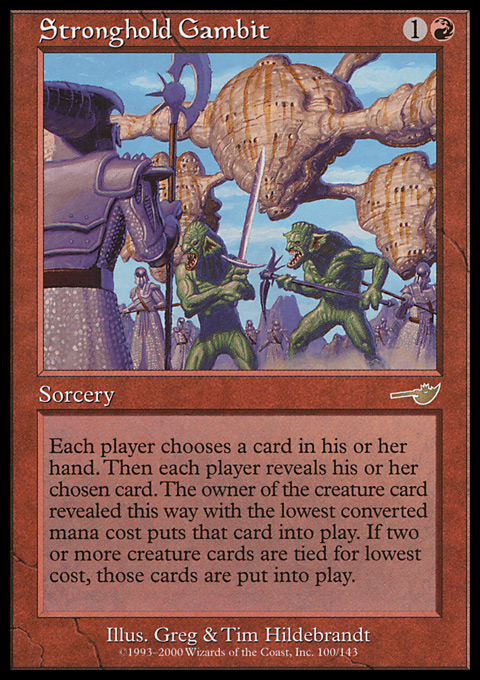 Stronghold Gambit 1
Sorcery
Each player chooses a card in his or her
hand. Then each player reveals his or her
chosen card. The owner of the creature card
revealed this way with the lowest converted
mana cost puts that card into play. If two
or more creature cards are tied for lowest
cost, those cards are put into play.
Illus. Greg & Tim Hildebrandt
©1993–2000 Wizards of the Coast, Inc. 100/143